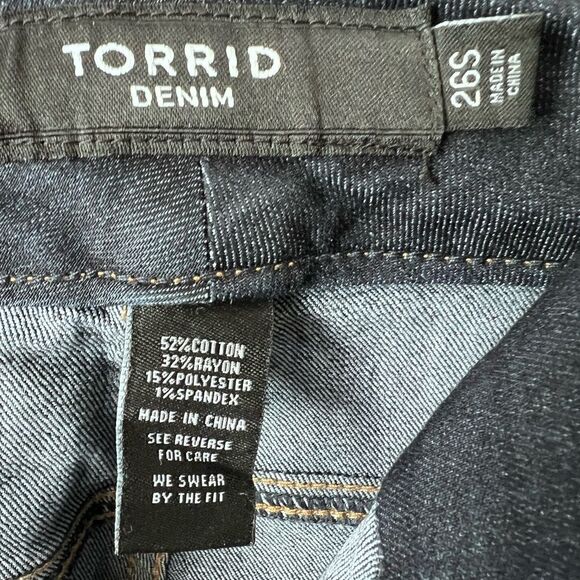 TORRID
DENIM
26S
MADE IN
CHINA
52%COTTON
32%RAYON
15%POLYESTER
1%SPANDEX
MADE IN CHINA
SEE REVERSE
FOR CARE
WE SWEAR
BY THE FIT